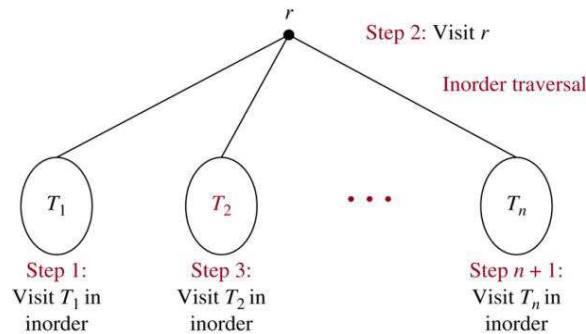 r
Step 2: Visit r
Inorder traversal
T1
T2
• • •
Tn
Step 1:
Visit T1 in
inorder
Step 3:
Visit T2 in
inorder
Step n + 1:
Visit Tn in
inorder